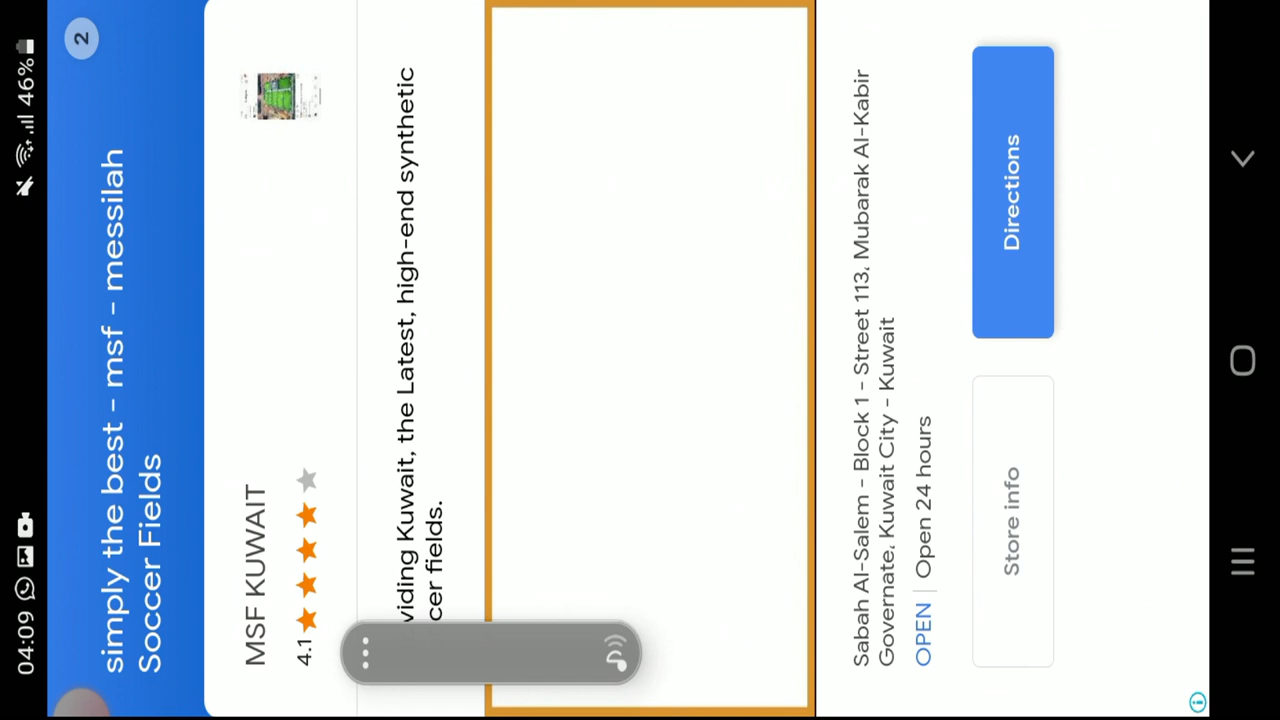 04:09
46%
2
simply the best - msf - messilah
Soccer Fields
MSF KUWAIT
4.1
viding Kuwait, the Latest, high-end synthetic
cer fields.
Sabah Al-Salem - Block 1 - Street 113, Mubarak Al-Kabir
Governate, Kuwait City - Kuwait
OPEN | Open 24 hours
Store info
Directions